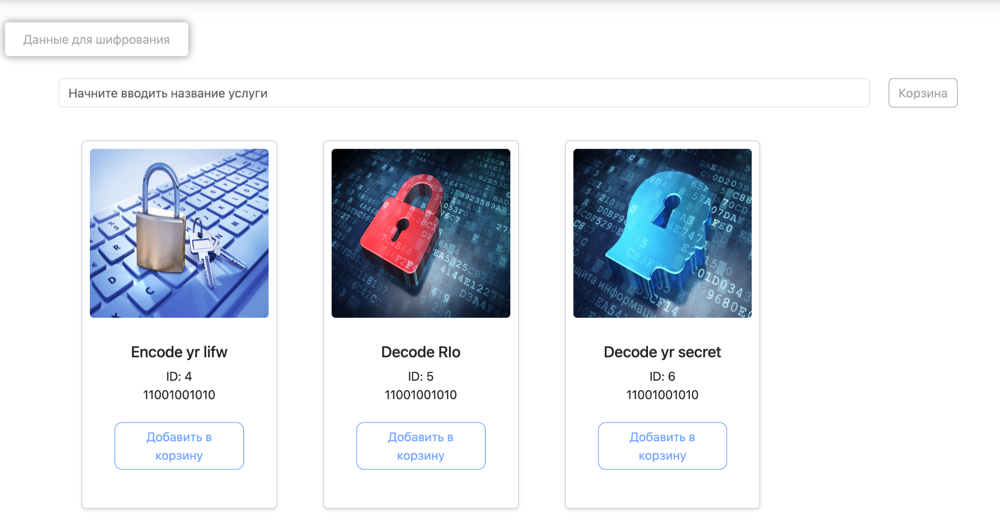 Данные для шифрования
Начните вводить название услуги
Корзина
Encode yr lifw
ID: 4
11001001010
Добавить в
корзину
Decode RIo
ID: 5
11001001010
Добавить в
корзину
Decode yr secret
ID: 6
11001001010
Добавить в
корзину